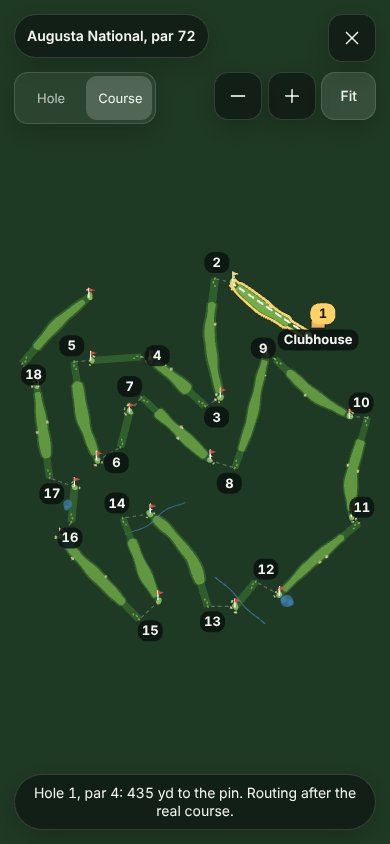 Augusta National, par 72
Hole
Course
Fit
2
1
Clubhouse
5
4
9
18
7
10
3
6
8
17
14
11
16
12
13
15
Hole 1, par 4: 435 yd to the pin. Routing after the
real course.